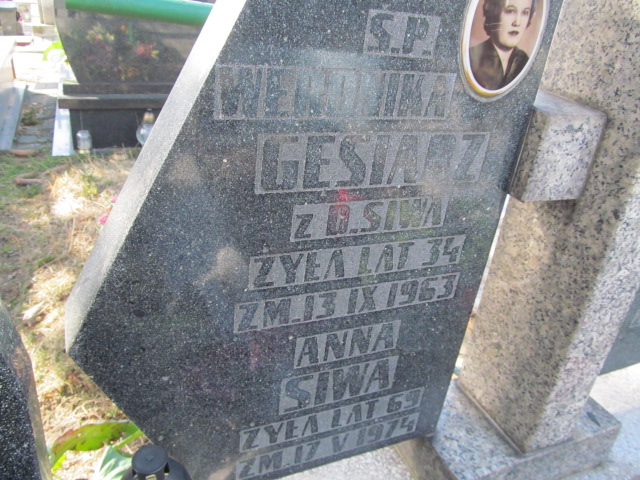 Ś.P.
WERONIKA
GĘSIARZ
Z D. SIWA
ŻYŁA LAT 34
ZM. 13 IX 1963
ANNA
SIWA
ŻYŁA LAT 69
ZM. 17 V 1974